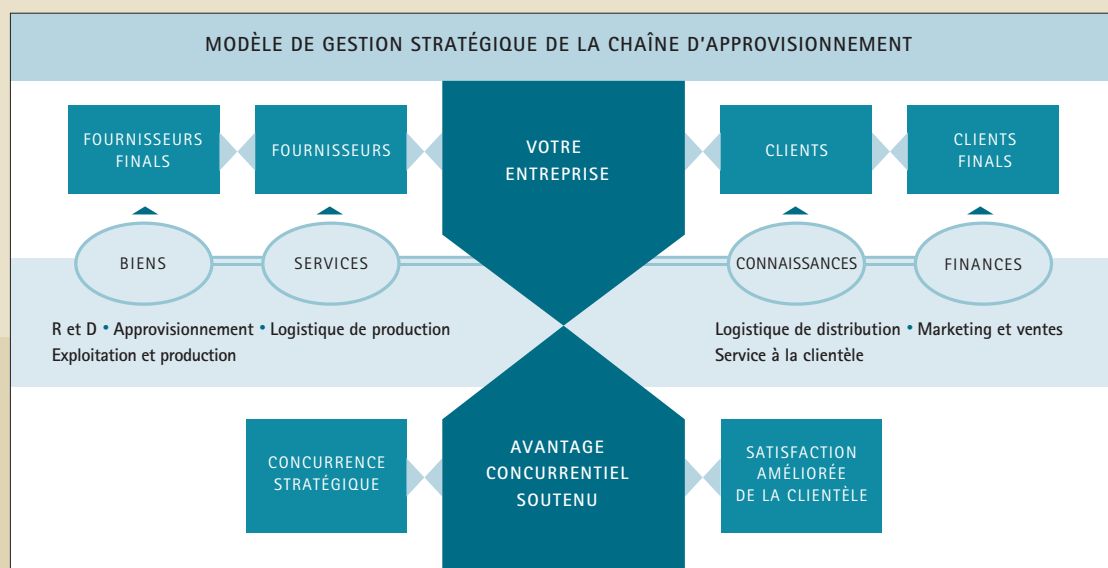 MODÈLE DE GESTION STRATÉGIQUE DE LA CHAÎNE D'APPROVISIONNEMENT
FOURNISSEURS
FINALS
FOURNISSEURS
VOTRE
ENTREPRISE
CLIENTS
CLIENTS
FINALS
BIENS
SERVICES
CONNAISSANCES
FINANCES
R et D • Approvisionnement • Logistique de production
Exploitation et production
Logistique de distribution • Marketing et ventes
Service à la clientèle
CONCURRENCE
STRATÉGIQUE
AVANTAGE
CONCURRENTIEL
SOUTENU
SATISFACTION
AMÉLIORÉE
DE LA CLIENTÈLE